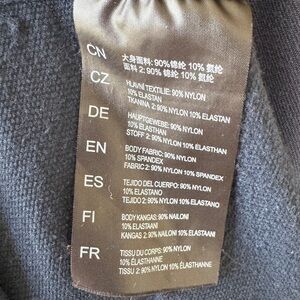 CN 大身面料: 90%锦纶 10% 氨纶
面料 2: 90% 锦纶 10% 氨纶
CZ HLAVNÍ TEXTILIE: 90% NYLON
10% ELASTAN
TKANINA 2: 90% NYLON 10% ELASTAN
DE HAUPTGEWEBE: 90% NYLON
10% ELASTHAN
STOFF 2: 90% NYLON 10% ELASTHAN
EN BODY FABRIC: 90% NYLON
10% SPANDEX
FABRIC 2: 90% NYLON 10% SPANDEX
ES TEJIDO DEL CUERPO: 90% NYLON
10% ELASTANO
TEJIDO 2: 90% NYLON 10% ELASTANO
FI BODY KANGAS: 90% NAILONI
10% ELASTAANI
KANGAS 2: 90% NAILONI 10% ELASTAANI
FR TISSU DU CORPS: 90% NYLON
10% ÉLASTHANNE
TISSU 2: 90% NYLON 10% ÉLASTHANNE